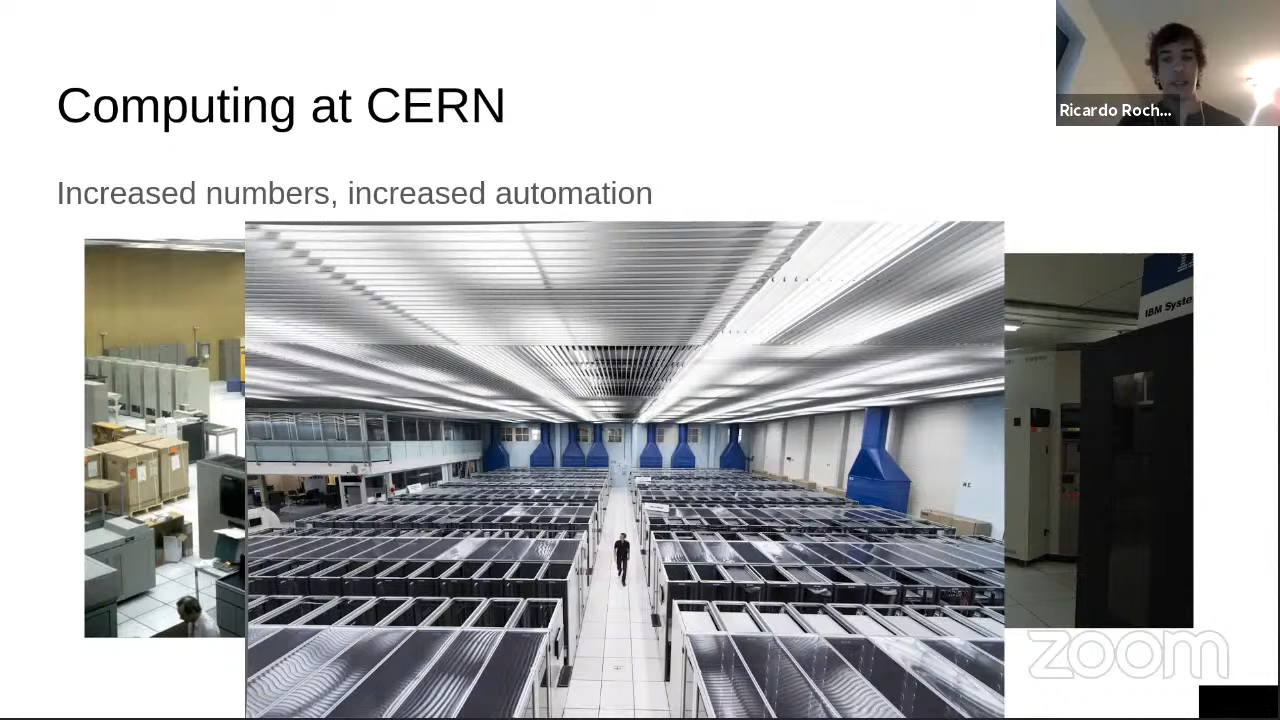 Computing at CERN
Ricardo Roch...
Increased numbers, increased automation
IBM Syste
zoom